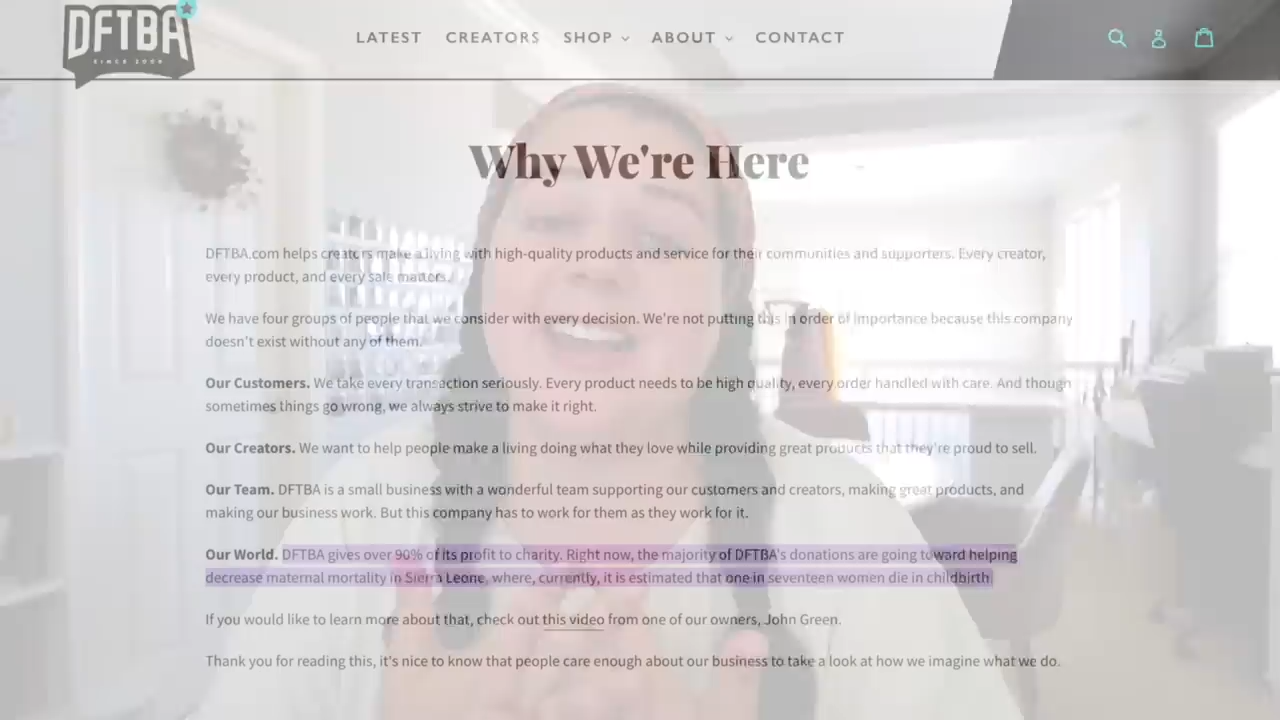 DFTBA
SINCE 2008
LATEST CREATORS SHOP ABOUT CONTACT
Why We're Here
DFTBA.com helps creators make a living with high-quality products and service for their communities and supporters. Every creator,
every product, and every sale matters.
We have four groups of people that we consider with every decision. We're not putting this in order of importance because this company
doesn't exist without any of them.
Our Customers. We take every transaction seriously. Every product needs to be high quality, every order handled with care. And though
sometimes things go wrong, we always strive to make it right.
Our Creators. We want to help people make a living doing what they love while providing great products that they're proud to sell.
Our Team. DFTBA is a small business with a wonderful team supporting our customers and creators, making great products, and
making our business work. But this company has to work for them as they work for it.
Our World. DFTBA gives over 90% of its profit to charity. Right now, the majority of DFTBA's donations are going toward helping
decrease maternal mortality in Sierra Leone, where, currently, it is estimated that one in seventeen women die in childbirth
If you would like to learn more about that, check out this video from one of our owners, John Green.
Thank you for reading this, it's nice to know that people care enough about our business to take a look at how we imagine what we do.